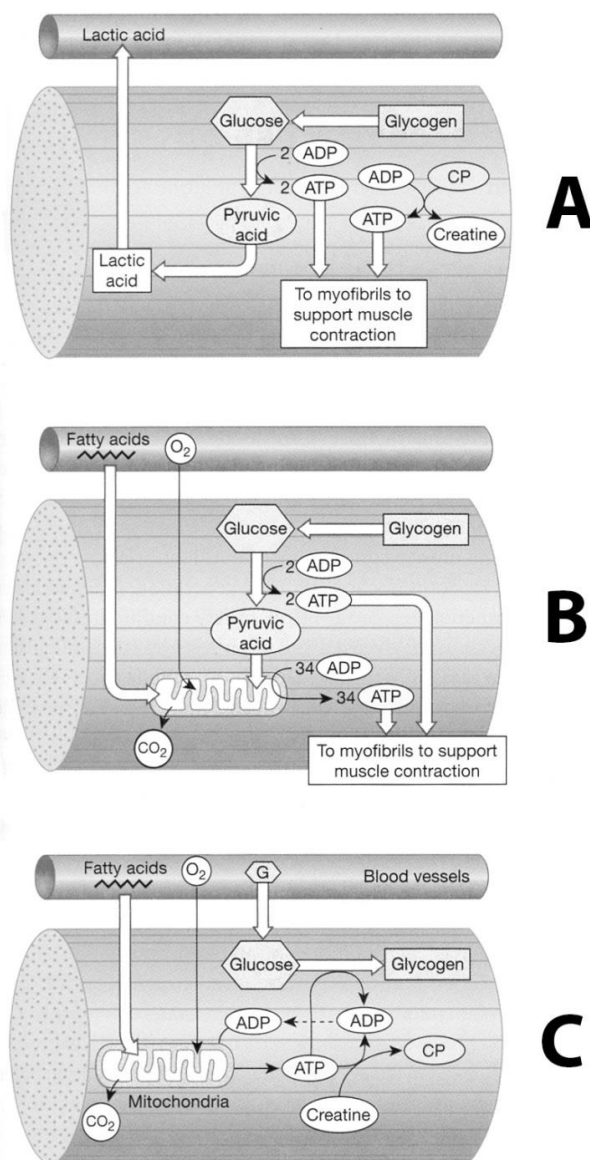 Lactic acid
Glucose
Glycogen
2 ADP
2 ATP
ADP
CP
ATP
Creatine
Pyruvic
acid
Lactic
acid
To myofibrils to
support muscle
contraction
A
Fatty acids
O2
Glucose
Glycogen
2 ADP
2 ATP
Pyruvic
acid
34 ADP
34 ATP
CO2
To myofibrils to support
muscle contraction
B
Fatty acids
O2
G
Blood vessels
Glucose
Glycogen
ADP
ADP
ATP
CP
Mitochondria
Creatine
CO2
C